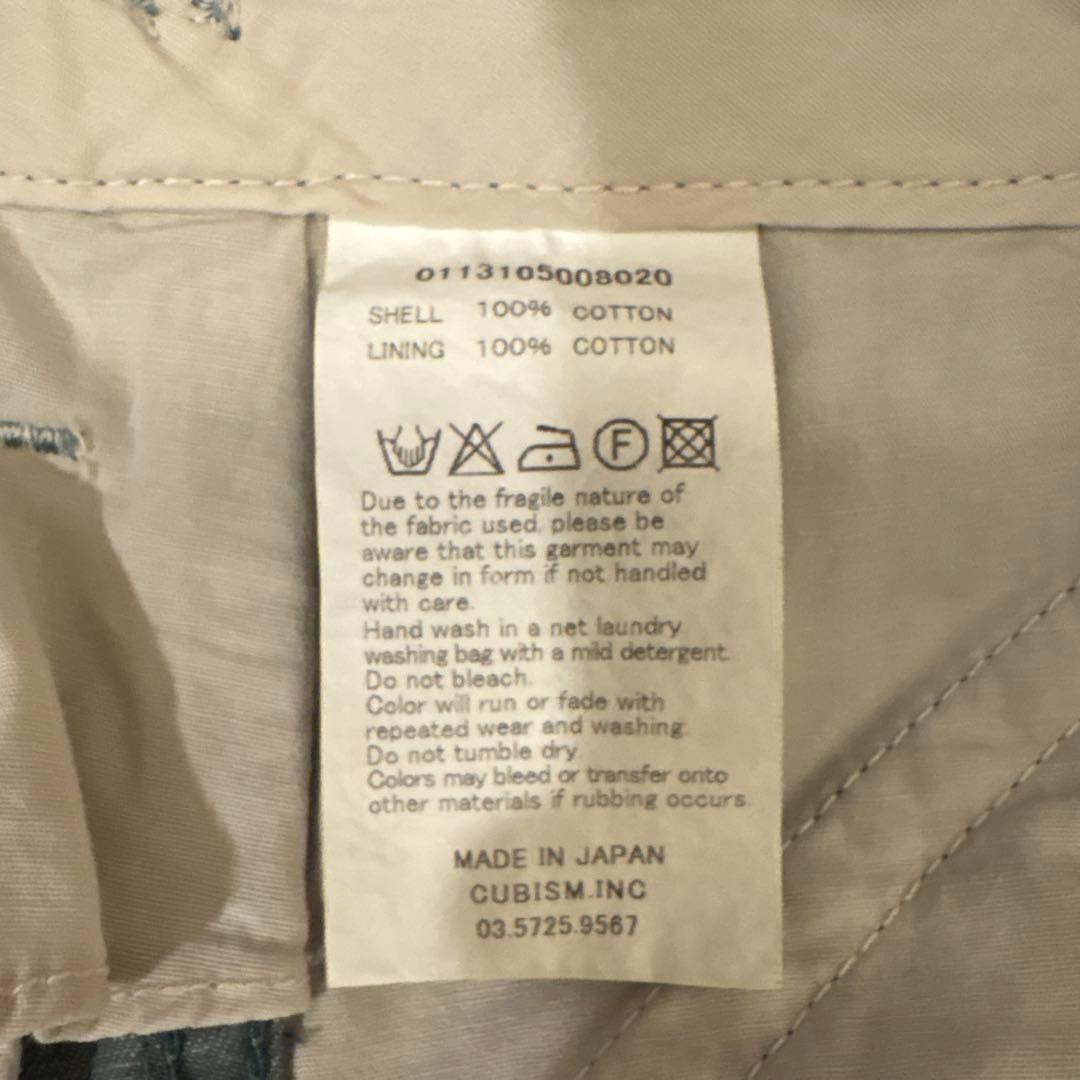 0113105008020
SHELL 100% COTTON
LINING 100% COTTON
F
Due to the fragile nature of
the fabric used, please be
aware that this garment may
change in form if not handled
with care.
Hand wash in a net laundry
washing bag with a mild detergent.
Do not bleach.
Color will run or fade with
repeated wear and washing.
Do not tumble dry.
Colors may bleed or transfer onto
other materials if rubbing occurs.
MADE IN JAPAN
CUBISM.INC
03.5725.9567